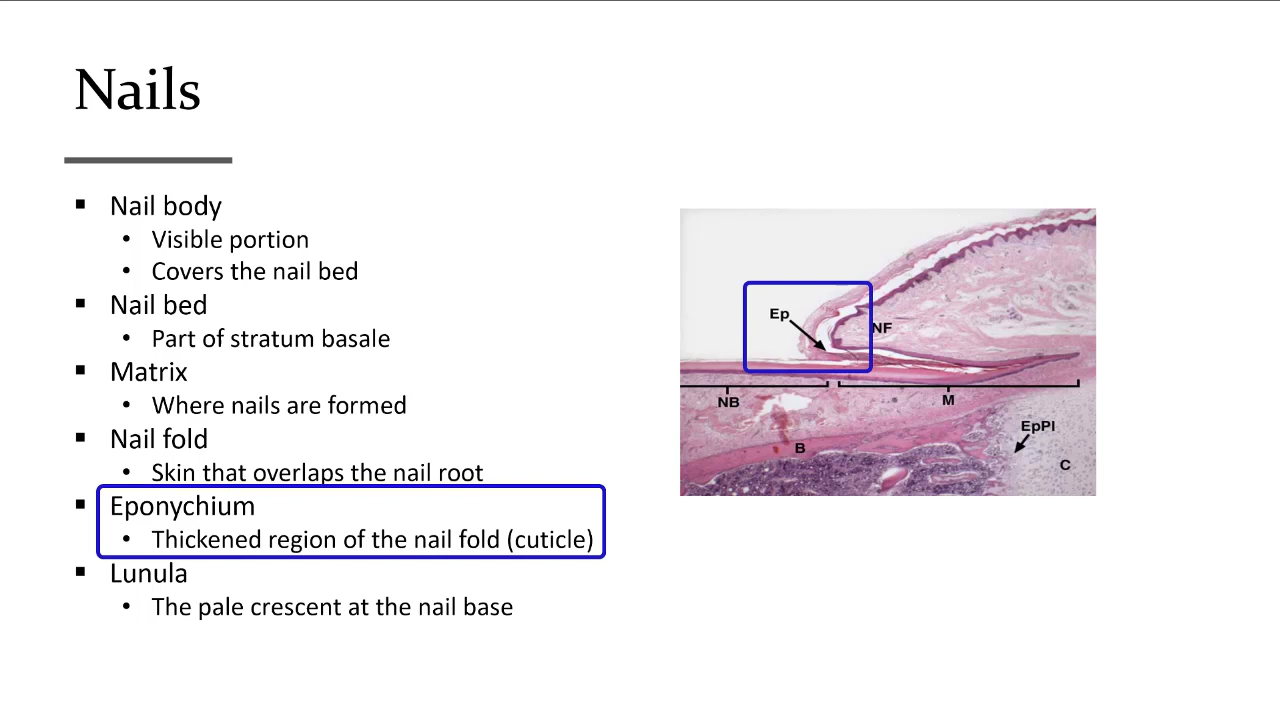 Nails
▪ Nail body
• Visible portion
• Covers the nail bed
▪ Nail bed
• Part of stratum basale
▪ Matrix
• Where nails are formed
▪ Nail fold
• Skin that overlaps the nail root
▪ Eponychium
• Thickened region of the nail fold (cuticle)
▪ Lunula
• The pale crescent at the nail base
Ep
NF
NB
M
EpPl
B
C